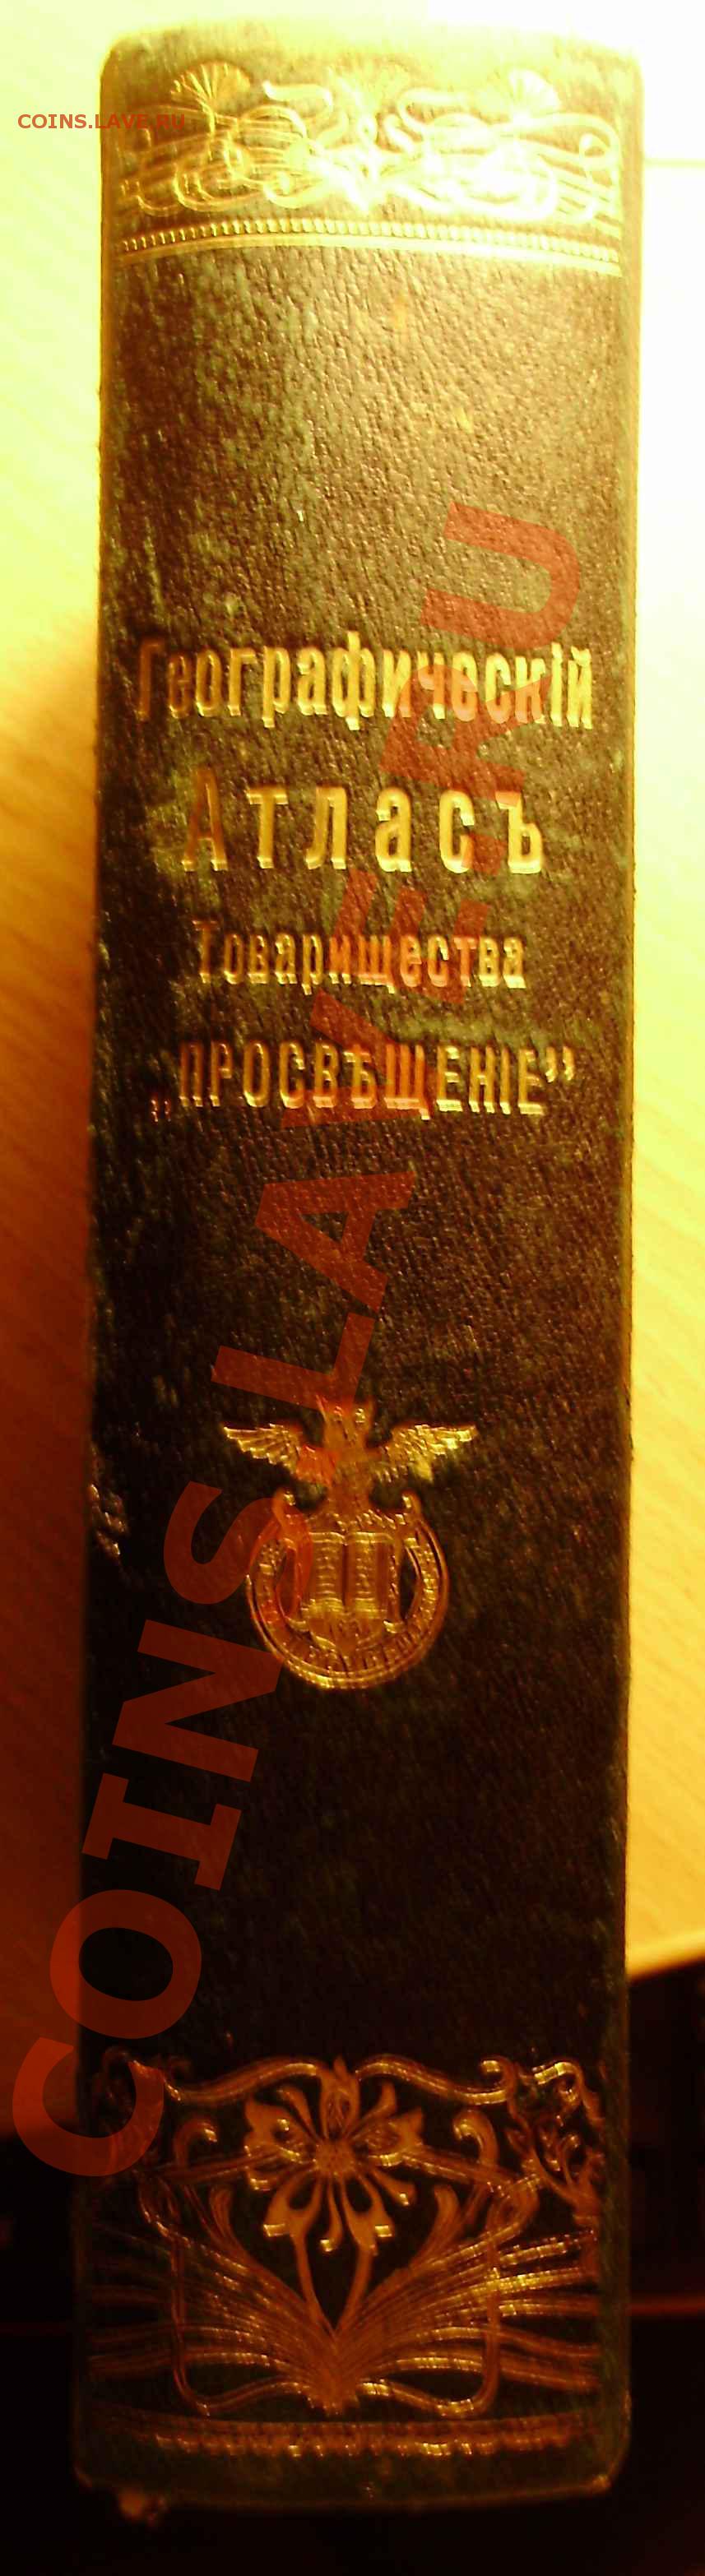 COINS.LAVE.RU
Географическій
Атласъ
Товарищества
„ПРОСВѢЩЕНІЕ”
COINS.LAVE.RU